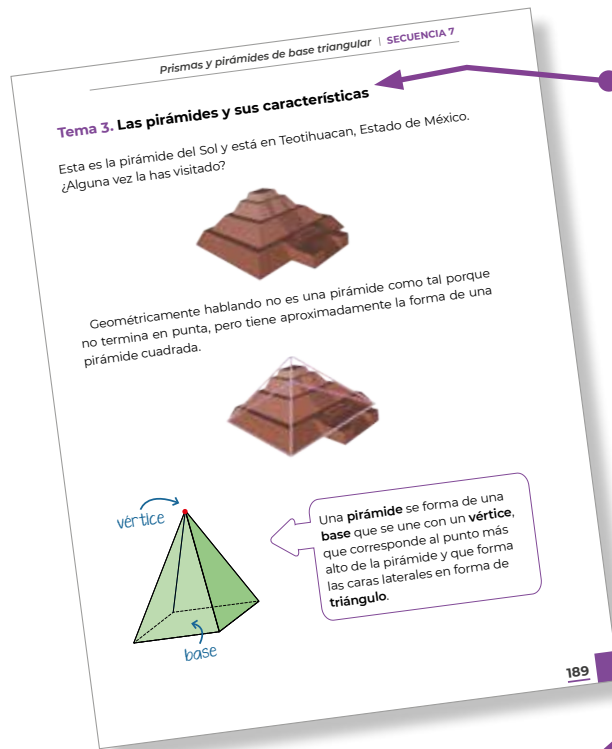 Prismas y pirámides de base triangular | SECUENCIA 7
Tema 3. Las pirámides y sus características
Esta es la pirámide del Sol y está en Teotihuacan, Estado de México.
¿Alguna vez la has visitado?
Geométricamente hablando no es una pirámide como tal porque
no termina en punta, pero tiene aproximadamente la forma de una
pirámide cuadrada.
vértice
Una pirámide se forma de una
base que se une con un vértice,
que corresponde al punto más
alto de la pirámide y que forma
las caras laterales en forma de
triángulo.
base
189